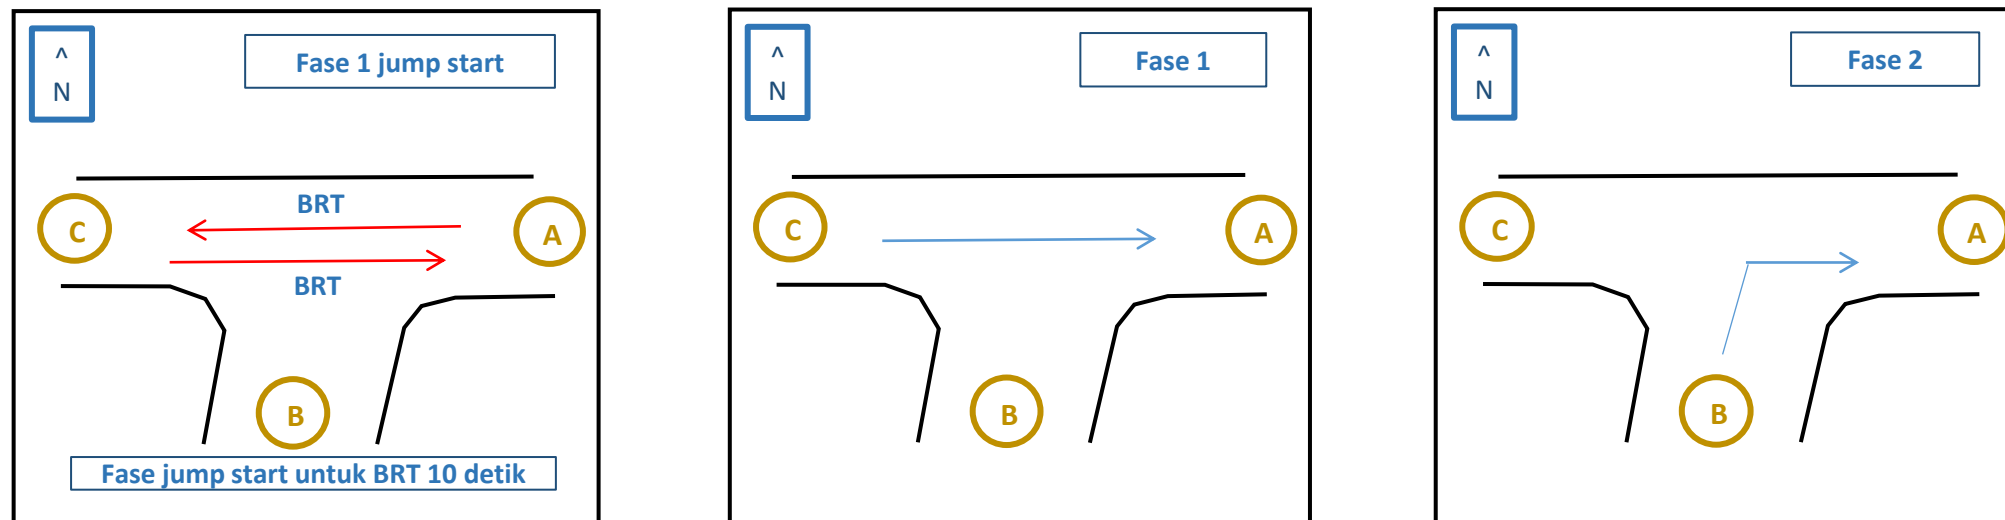 ^
N
Fase 1 jump start
BRT
C
A
BRT
B
Fase jump start untuk BRT 10 detik
^
N
Fase 1
C
A
B
^
N
Fase 2
C
A
B